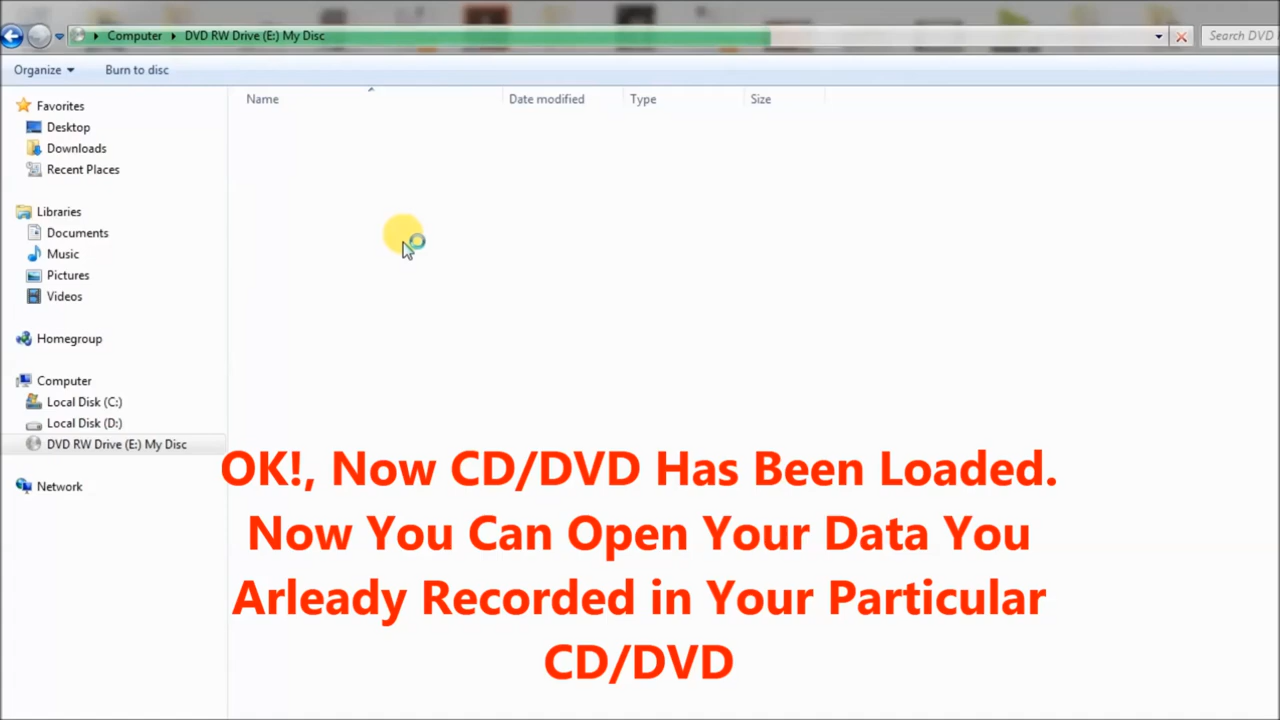 Computer DVD RW Drive (E:) My Disc Search DVD
Organize Burn to disc
Name Date modified Type Size
Favorites
Desktop
Downloads
Recent Places
Libraries
Documents
Music
Pictures
Videos
Homegroup
Computer
Local Disk (C:)
Local Disk (D:)
DVD RW Drive (E:) My Disc
Network
OK!, Now CD/DVD Has Been Loaded.
Now You Can Open Your Data You
Arleady Recorded in Your Particular
CD/DVD